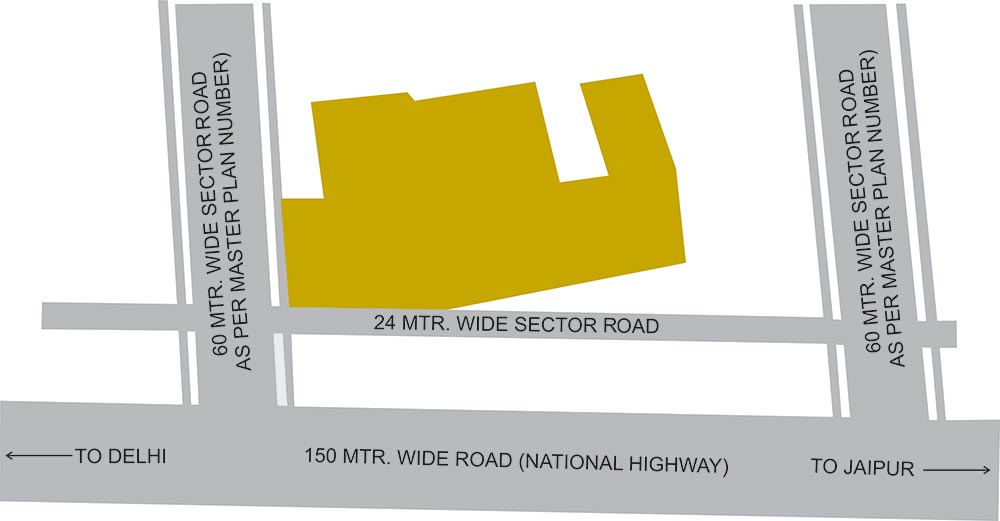 60 MTR. WIDE SECTOR ROAD
AS PER MASTER PLAN NUMBER)
60 MTR. WIDE SECTOR ROAD
AS PER MASTER PLAN NUMBER)
24 MTR. WIDE SECTOR ROAD
TO DELHI
150 MTR. WIDE ROAD (NATIONAL HIGHWAY)
TO JAIPUR